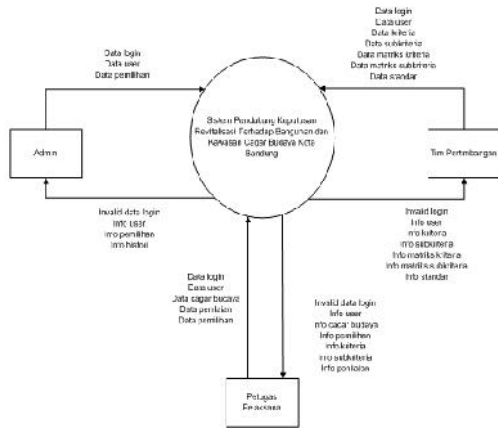 Data login
Data user
Data kriteria
Data subkriteria
Data matriks kriteria
Data matriks subkriteria
Data standar
Data login
Data user
Data pemilihan
Sistem Pendukung Keputusan
Revitalisasi Terhadap Bangunan dan
Kawasan Cagar Budaya Kota
Bandung
Admin
Tim Pertimbangan
Invalid data login
Info user
Info pemilihan
Info histori
Invalid login
Info user
Info kriteria
Info subkriteria
Info matriks kriteria
Info matriks subkriteria
Info standar
Data login
Data user
Data cagar budaya
Data penilaian
Data pemilihan
Invalid data login
Info user
Info cagar budaya
Info pemilihan
Info kriteria
Info subkriteria
Info penilaian
Petugas
Pelaksana